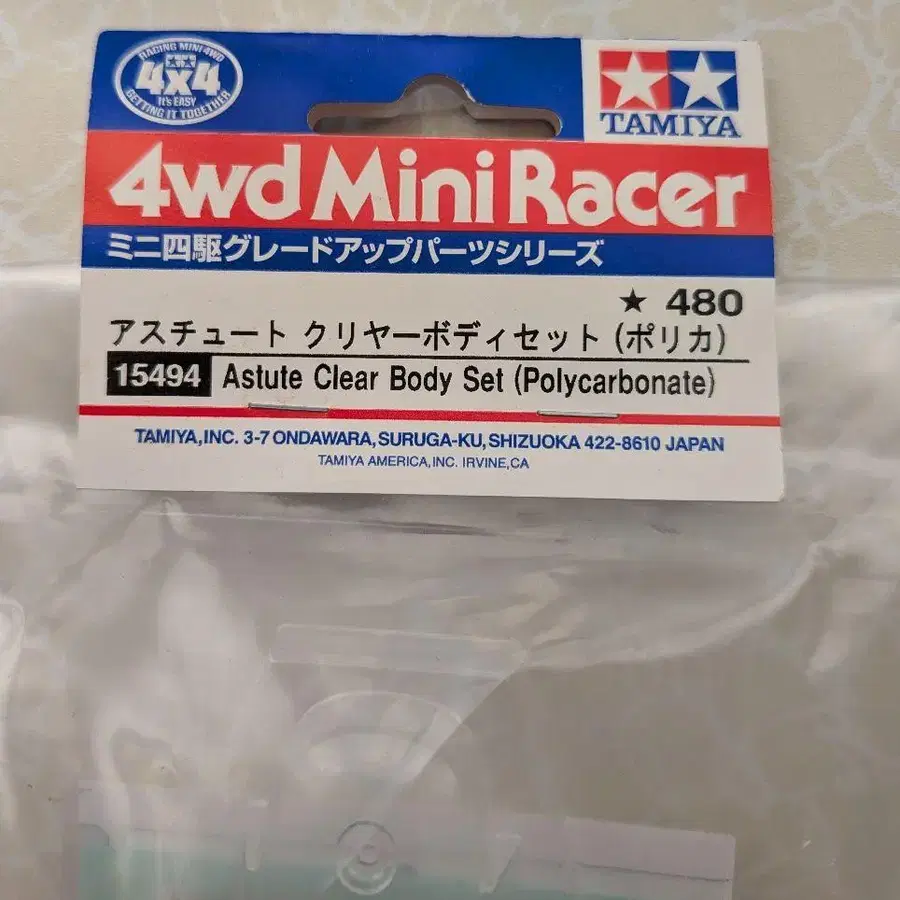 RACING MINI 4WD
4x4
It's EASY
GETTING IT TOGETHER
TAMIYA
4wd Mini Racer
ミニ四駆グレードアップパーツシリーズ
★ 480
アスチュート クリヤーボディセット (ポリカ)
15494 Astute Clear Body Set (Polycarbonate)
TAMIYA, INC. 3-7 ONDAWARA, SURUGA-KU, SHIZUOKA 422-8610 JAPAN
TAMIYA AMERICA, INC. IRVINE, CA